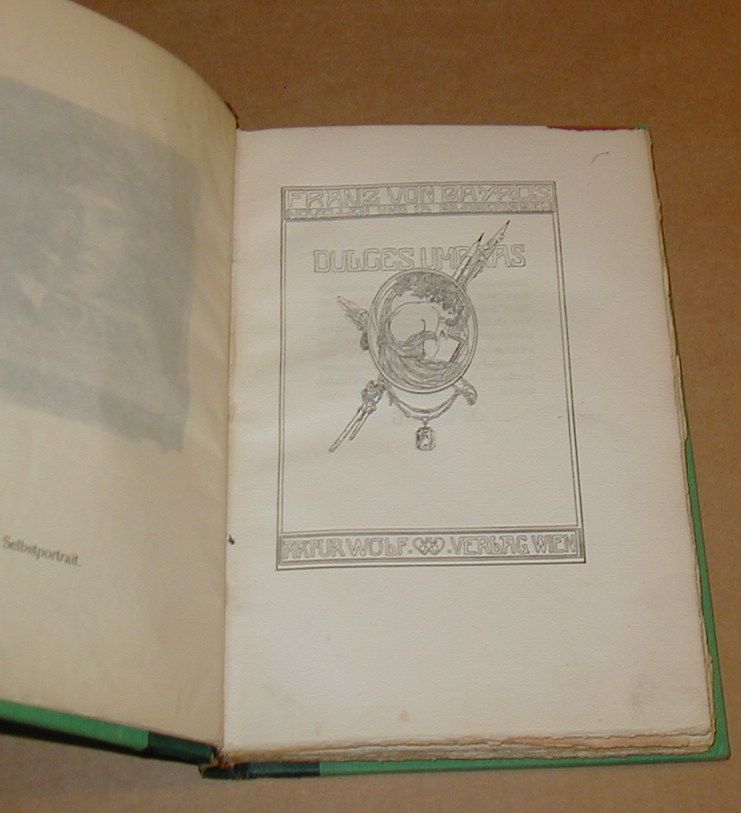 Selbstportrait.
FRANZ VON BAYROS
DULCES UMBRAS
ARTUR WOLF · VERLAG WIEN